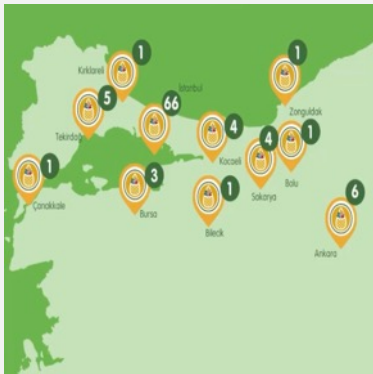 1
Kırklareli
1
İstanbul
5
66
Zonguldak
Tekirdağ
4
4
1
Kocaeli
1
3
Sakarya
Bolu
Çanakkale
Bursa
1
6
Bilecik
Ankara